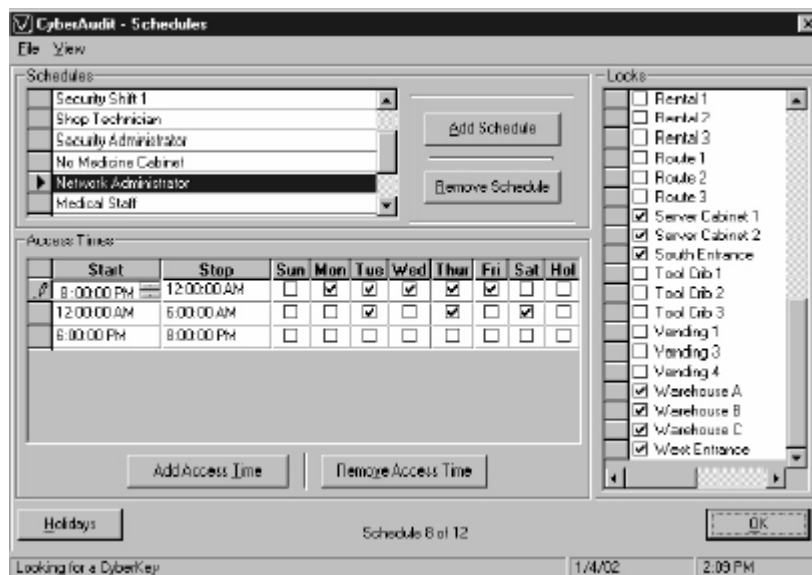 CyberAudit - Schedules
File View
Schedules
Security Shift 1
Shop Technician
Security Administrator
No Medicine Cabinet
Network Administrator
Medical Staff
Add Schedule
Remove Schedule
Access Times
Start Stop Sun Mon Tue Wed Thur Fri Sat Hol
8:00:00 PM 12:00:00 AM
12:00:00 AM 6:00:00 AM
6:00:00 PM 8:00:00 PM
Add Access Time
Remove Access Time
Locks
Rental 1
Rental 2
Rental 3
Route 1
Route 2
Route 3
Server Cabinet 1
Server Cabinet 2
South Entrance
Tool Crib 1
Tool Crib 2
Tool Crib 3
Vending 1
Vending 3
Vending 4
Warehouse A
Warehouse B
Warehouse C
West Entrance
Holidays
Schedule 8 of 12
OK
Looking for a CyberKey
1/4/02
2:09 PM